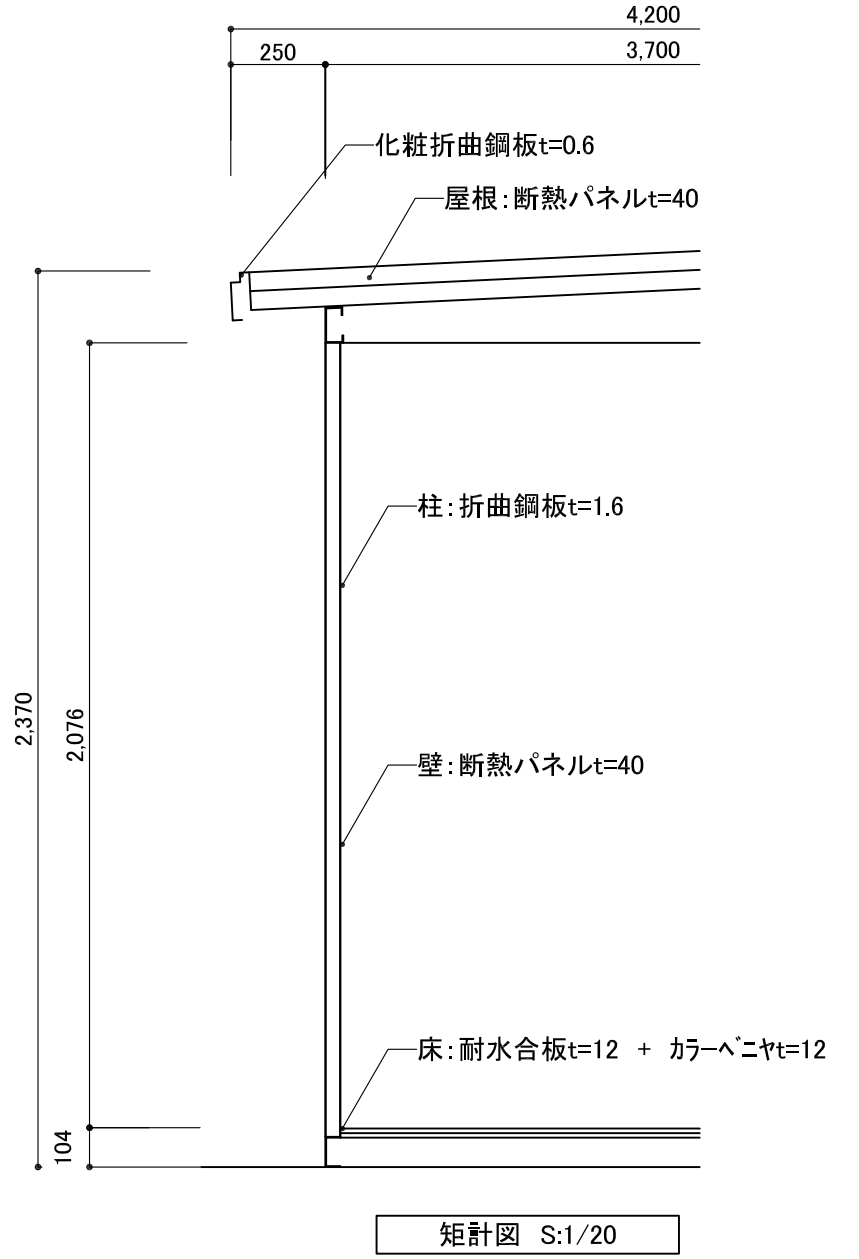 4,200
250
3,700
化粧折曲鋼板t=0.6
屋根:断熱パネルt=40
柱:折曲鋼板t=1.6
2,370
2,076
壁:断熱パネルt=40
床:耐水合板t=12 + カラーベニヤt=12
104
矩計図 S:1/20